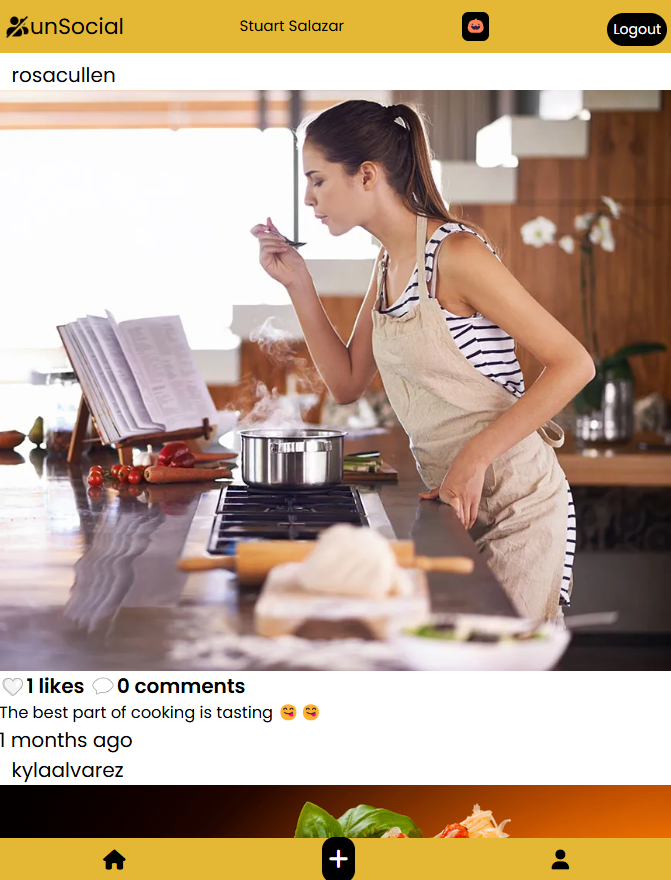 unSocial
Stuart Salazar
Logout
rosacullen
1 likes 0 comments
The best part of cooking is tasting 😋 😋
1 months ago
kylaalvarez